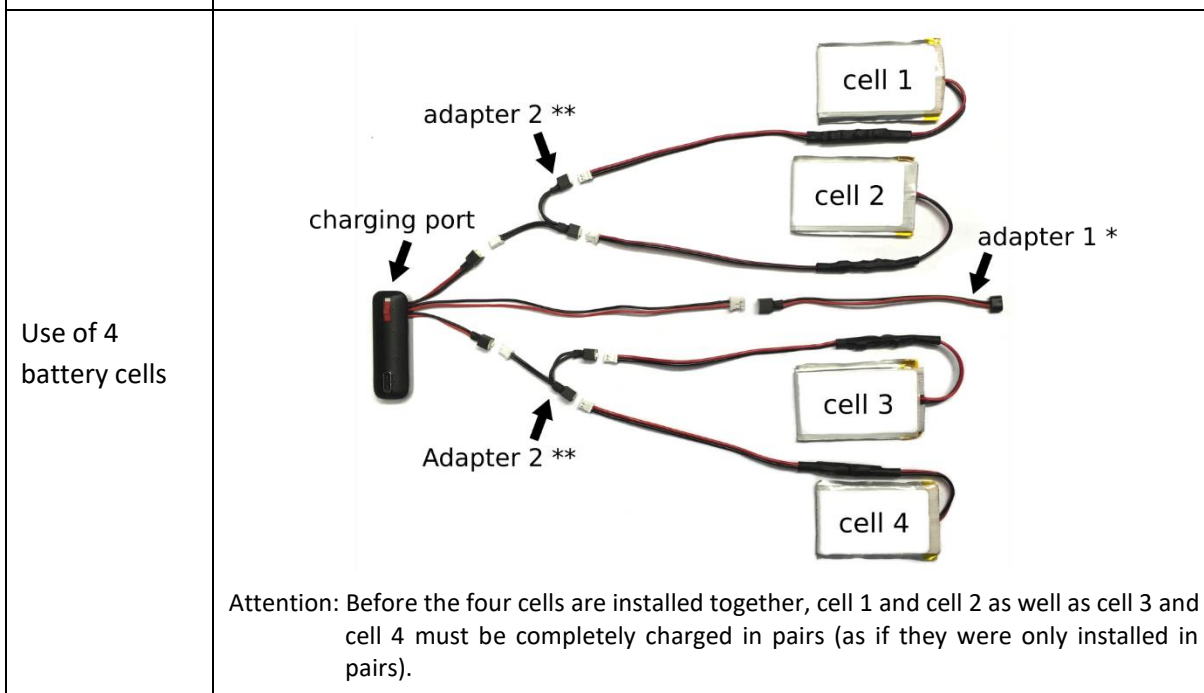 cell 1
adapter 2 **
cell 2
charging port
adapter 1 *
Use of 4
battery cells
cell 3
Adapter 2 **
cell 4
Attention: Before the four cells are installed together, cell 1 and cell 2 as well as cell 3 and
cell 4 must be completely charged in pairs (as if they were only installed in
pairs).